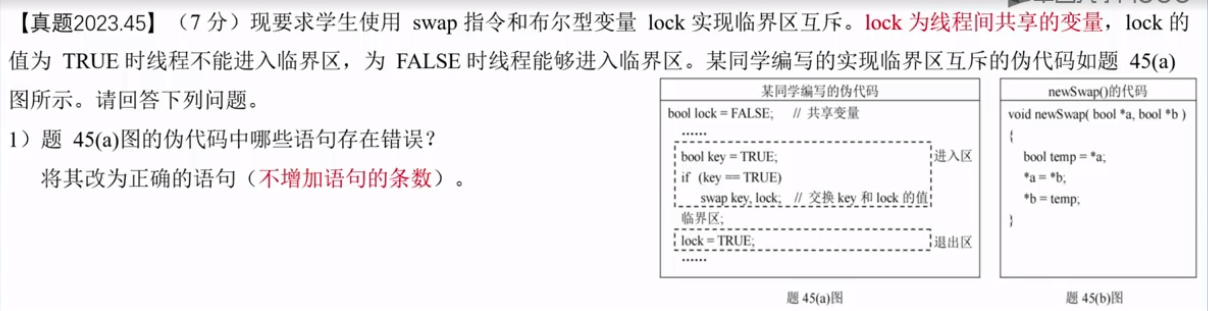 【真题2023.45】（7 分）现要求学生使用 swap 指令和布尔型变量 lock 实现临界区互斥。lock 为线程间共享的变量，lock 的
值为 TRUE 时线程不能进入临界区，为 FALSE 时线程能够进入临界区。某同学编写的实现临界区互斥的伪代码如题 45(a)
图所示。请回答下列问题。
1）题 45(a)图的伪代码中哪些语句存在错误？
将其改为正确的语句（不增加语句的条数）。
某同学编写的伪代码
bool lock = FALSE; // 共享变量
......
bool key = TRUE;
if (key == TRUE)
swap key, lock; // 交换 key 和 lock 的值
进入区
临界区;
lock = TRUE;
退出区
......
题 45(a)图
newSwap()的代码
void newSwap( bool *a, bool *b )
{
bool temp = *a;
*a = *b;
*b = temp;
}
题 45(b)图